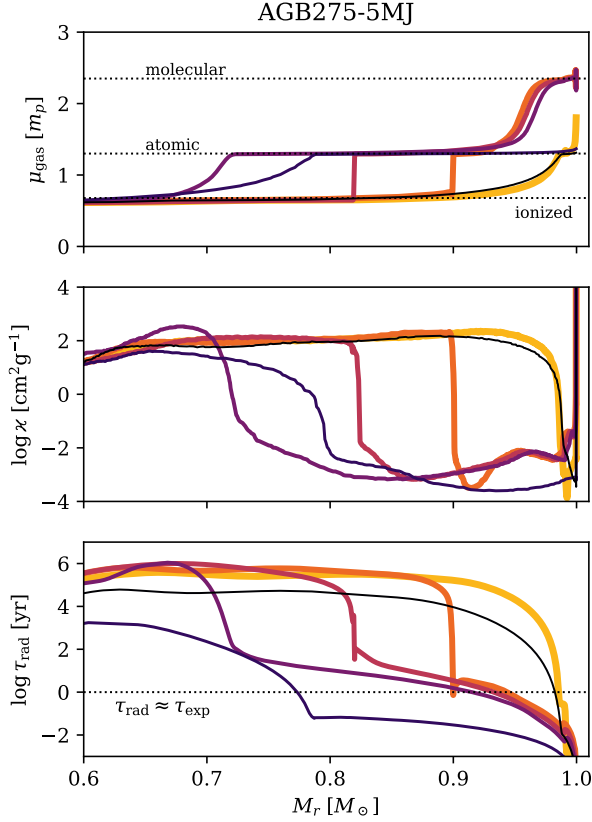 AGB275-5MJ
3
molecular
2
atomic
μgas [mp]
1
ionized
0
4
2
0
log ϰ [cm²g⁻¹]
−2
−4
6
4
2
log τrad [yr]
0
τrad ≈ τexp
−2
0.6 0.7 0.8 0.9 1.0
Mr [M⊙]